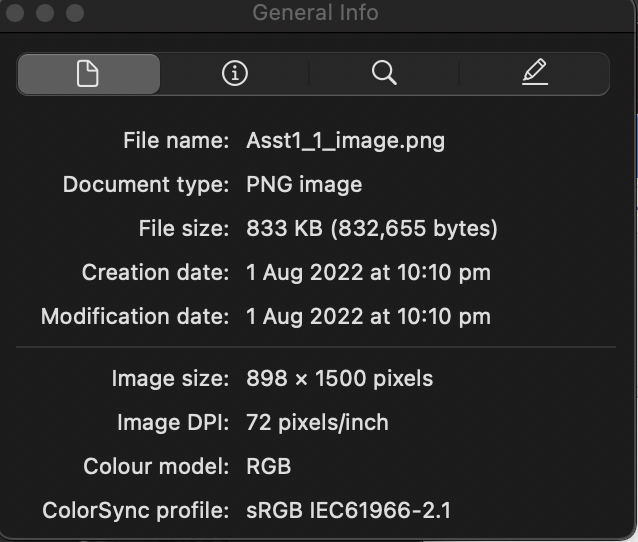 General Info
File name: Asst1_1_image.png
Document type: PNG image
File size: 833 KB (832,655 bytes)
Creation date: 1 Aug 2022 at 10:10 pm
Modification date: 1 Aug 2022 at 10:10 pm
Image size: 898 × 1500 pixels
Image DPI: 72 pixels/inch
Colour model: RGB
ColorSync profile: sRGB IEC61966-2.1